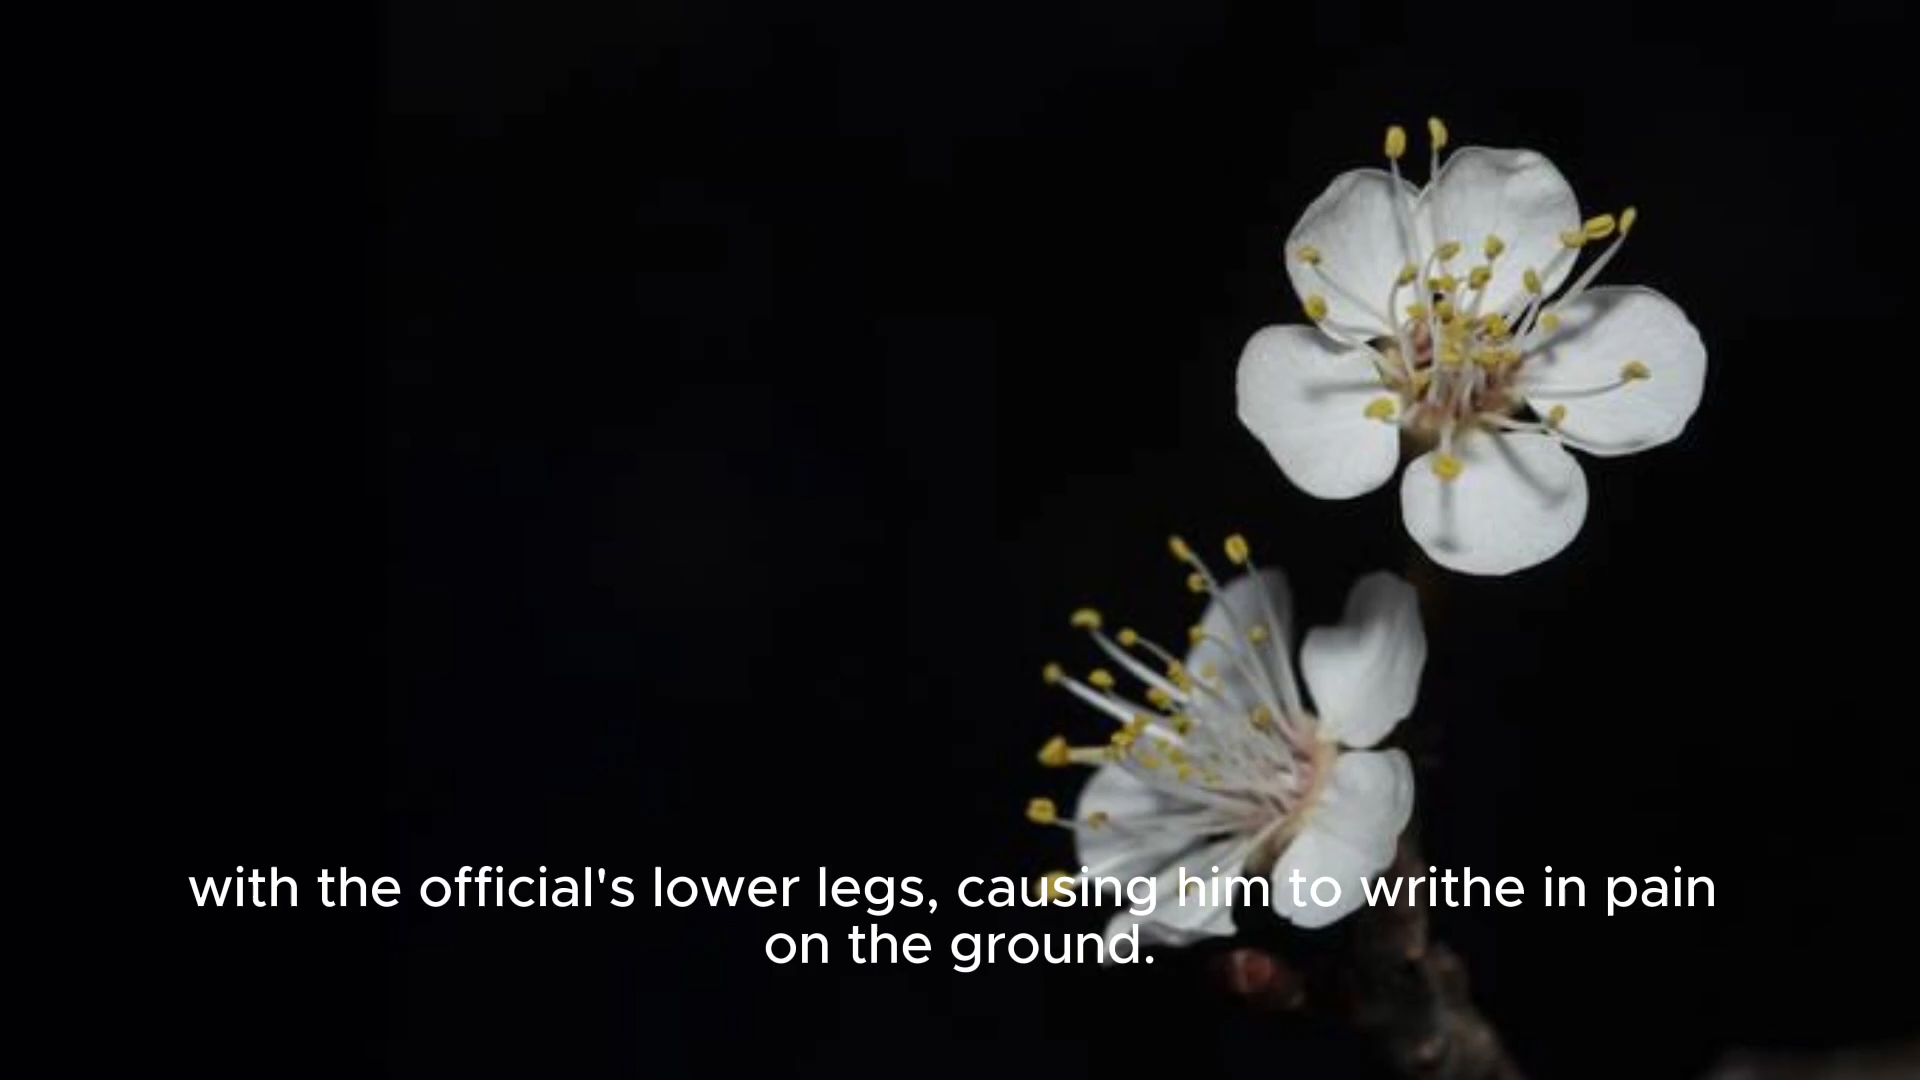 with the official's lower legs, causing him to writhe in pain
on the ground.